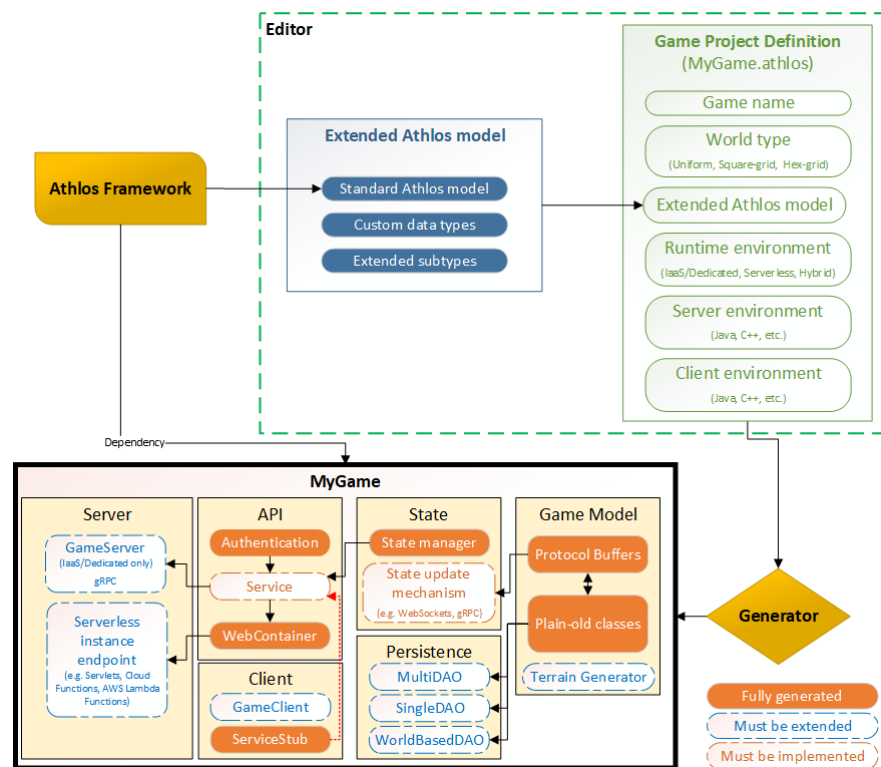 Editor
Game Project Definition
(MyGame.athlos)
Game name
World type
(Uniform, Square-grid, Hex-grid)
Extended Athlos model
Runtime environment
(IaaS/Dedicated, Serverless, Hybrid)
Server environment
(Java, C++, etc.)
Client environment
(Java, C++, etc.)
Extended Athlos model
Standard Athlos model
Custom data types
Extended subtypes
Athlos Framework
Dependency
MyGame
Server
GameServer
(IaaS/Dedicated only)
gRPC
Serverless
instance
endpoint
(e.g. Servlets, Cloud
Functions, AWS Lambda
Functions)
API
Authentication
Service
WebContainer
Client
GameClient
ServiceStub
State
State manager
State update
mechanism
(e.g. WebSockets, gRPC)
Persistence
MultiDAO
SingleDAO
WorldBasedDAO
Game Model
Protocol Buffers
Plain-old classes
Terrain Generator
Generator
Fully generated
Must be extended
Must be implemented